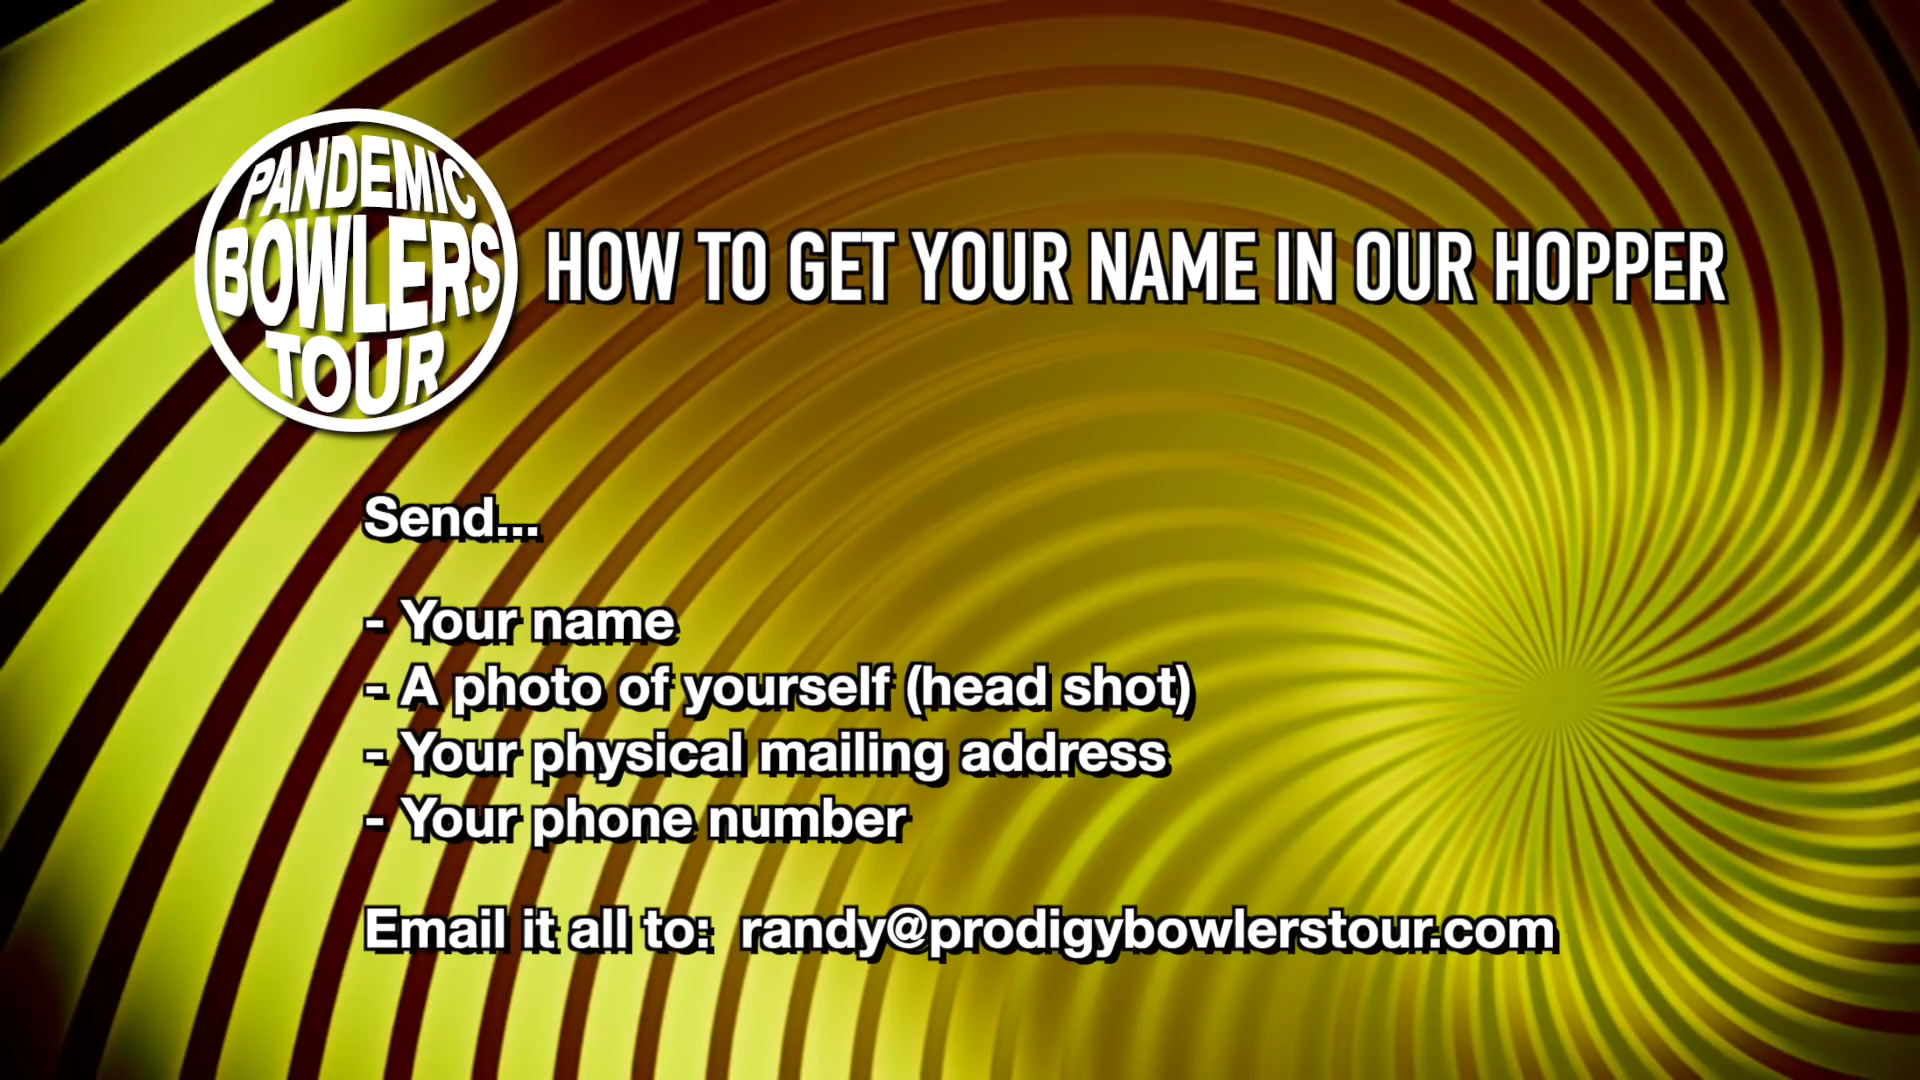 PANDEMIC
BOWLERS
TOUR
HOW TO GET YOUR NAME IN OUR HOPPER
Send...
- Your name
- A photo of yourself (head shot)
- Your physical mailing address
- Your phone number
Email it all to: randy@prodigybowlerstour.com